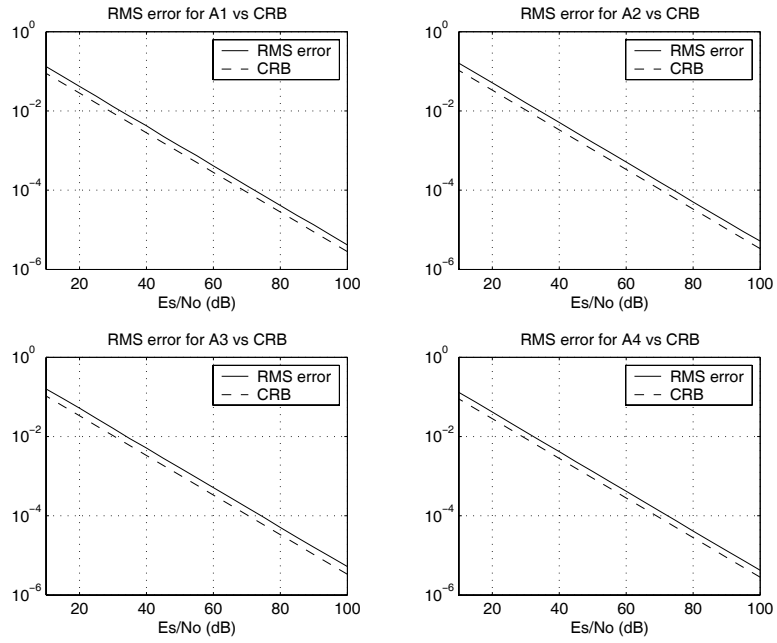 RMS error for A1 vs CRB
10^0
10^-2
10^-4
10^-6
RMS error
CRB
20 40 60 80 100
Es/No (dB)
RMS error for A2 vs CRB
10^0
10^-2
10^-4
10^-6
RMS error
CRB
20 40 60 80 100
Es/No (dB)
RMS error for A3 vs CRB
10^0
10^-2
10^-4
10^-6
RMS error
CRB
20 40 60 80 100
Es/No (dB)
RMS error for A4 vs CRB
10^0
10^-2
10^-4
10^-6
RMS error
CRB
20 40 60 80 100
Es/No (dB)